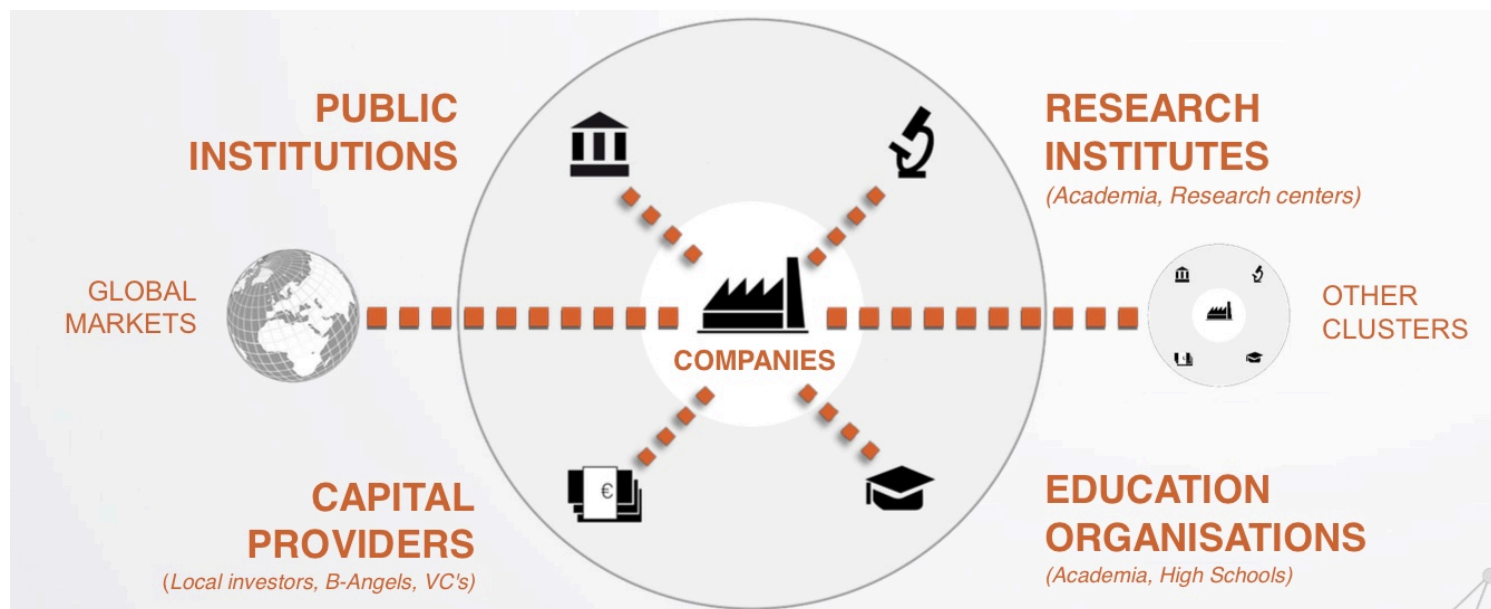 PUBLIC
INSTITUTIONS
RESEARCH
INSTITUTES
(Academia, Research centers)
GLOBAL
MARKETS
COMPANIES
OTHER
CLUSTERS
€
CAPITAL
PROVIDERS
(Local investors, B-Angels, VC's)
EDUCATION
ORGANISATIONS
(Academia, High Schools)